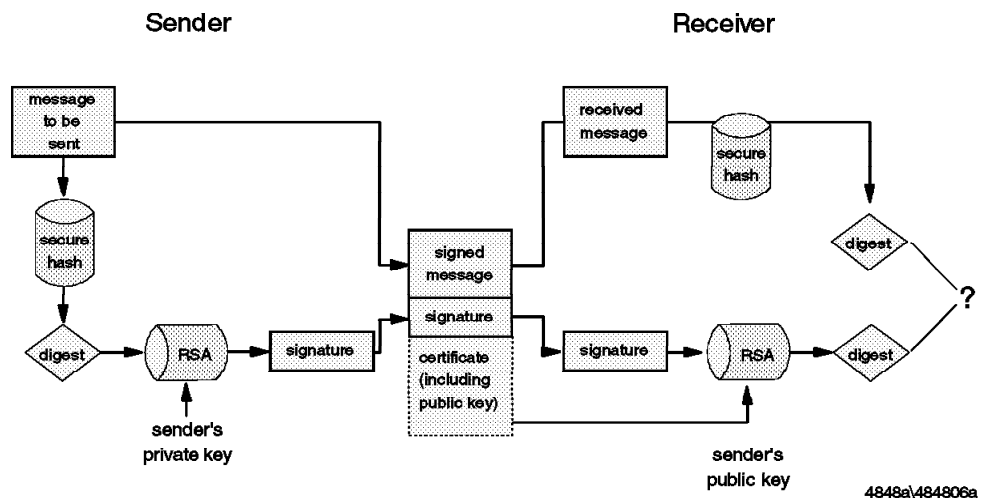 Sender
Receiver
message
to be
sent
secure
hash
digest
RSA
sender's
private key
signature
signed
message
signature
certificate
(including
public key)
received
message
secure
hash
digest
?
signature
RSA
digest
sender's
public key
4848a\484806a